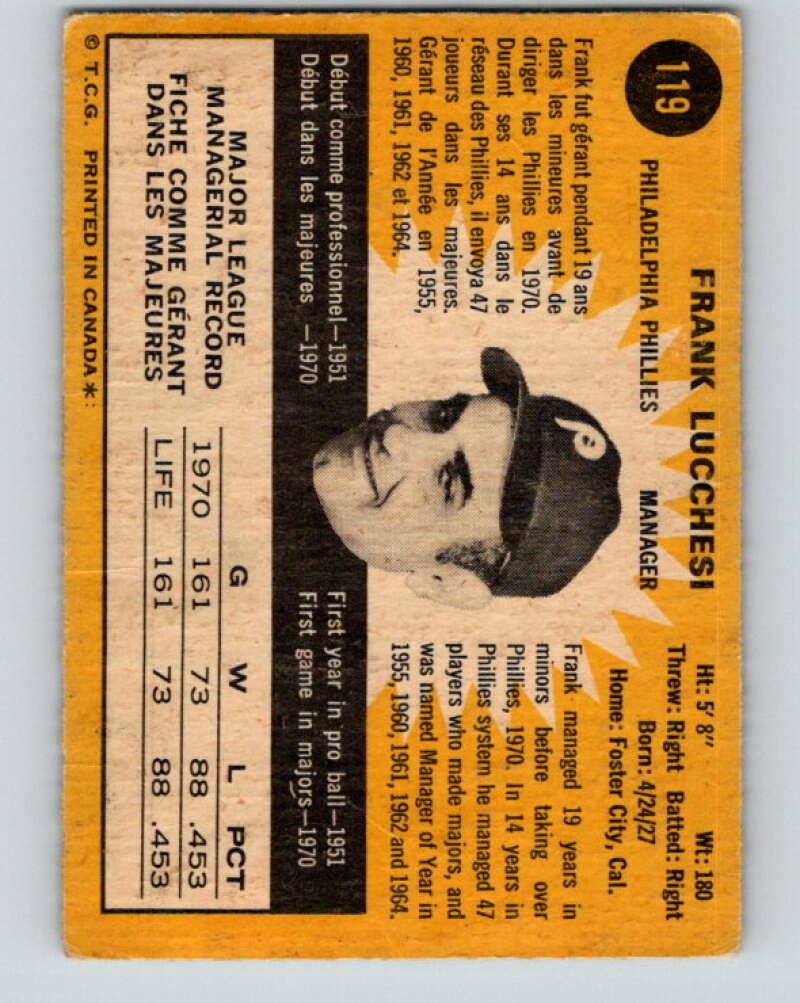 119
FRANK LUCCHESI
PHILADELPHIA PHILLIES MANAGER
Ht: 5' 8" Wt: 180
Threw: Right Batted: Right
Born: 4/24/27
Home: Foster City, Cal.
Frank fut gérant pendant 19 ans
dans les mineures avant de
diriger les Phillies en 1970.
Durant ses 14 ans dans le
réseau des Phillies, il envoya 47
joueurs dans les majeures.
Gérant de l'Année en 1955,
1960, 1961, 1962 et 1964.
P
Frank managed 19 years in
minors before taking over
Phillies, 1970. In 14 years in
Phillies system he managed 47
players who made majors, and
was named Manager of Year in
1955, 1960, 1961, 1962 and 1964.
Début comme professionnel—1951
Début dans les majeures —1970
First year in pro ball—1951
First game in majors—1970
MAJOR LEAGUE
MANAGERIAL RECORD
FICHE COMME GÉRANT
DANS LES MAJEURES
G W L PCT
1970 161 73 88 .453
LIFE 161 73 88 .453
© T.C.G. PRINTED IN CANADA*: